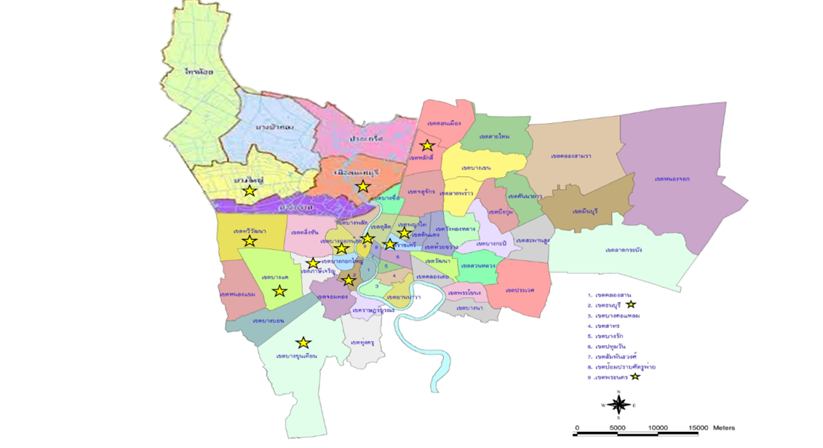 ไทรน้อย
บางบัวทอง
ปากเกร็ด
บางใหญ่
เมืองนนทบุรี
บางกรวย
เขตดอนเมือง
เขตสายไหม
เขตหลักสี่
เขตบางเขน
เขตคลองสามวา
เขตหนองจอก
เขตบางซื่อ
เขตจตุจักร
เขตลาดพร้าว
เขตคันนายาว
เขตบึงกุ่ม
เขตมีนบุรี
เขตทวีวัฒนา
เขตตลิ่งชัน
เขตบางพลัด
เขตดุสิต
เขตพญาไท
เขตดินแดง
เขตวังทองหลาง
เขตบางกะปิ
เขตสะพานสูง
เขตลาดกระบัง
เขตบางกอกน้อย
เขตราชเทวี
เขตห้วยขวาง
เขตบางแค
เขตภาษีเจริญ
เขตบางกอกใหญ่
เขตวัฒนา
เขตสวนหลวง
เขตหนองแขม
เขตจอมทอง
เขตคลองเตย
เขตยานนาวา
เขตพระโขนง
เขตประเวศ
เขตบางบอน
เขตราษฎร์บูรณะ
เขตบางนา
เขตบางขุนเทียน
เขตทุ่งครุ
1. เขตคลองสาน
2. เขตธนบุรี
3. เขตบางคอแหลม
4. เขตสาทร
5. เขตบางรัก
6. เขตปทุมวัน
7. เขตสัมพันธวงศ์
8. เขตป้อมปราบศัตรูพ่าย
9. เขตพระนคร
N
W E
S
0 5000 10000 15000 Meters